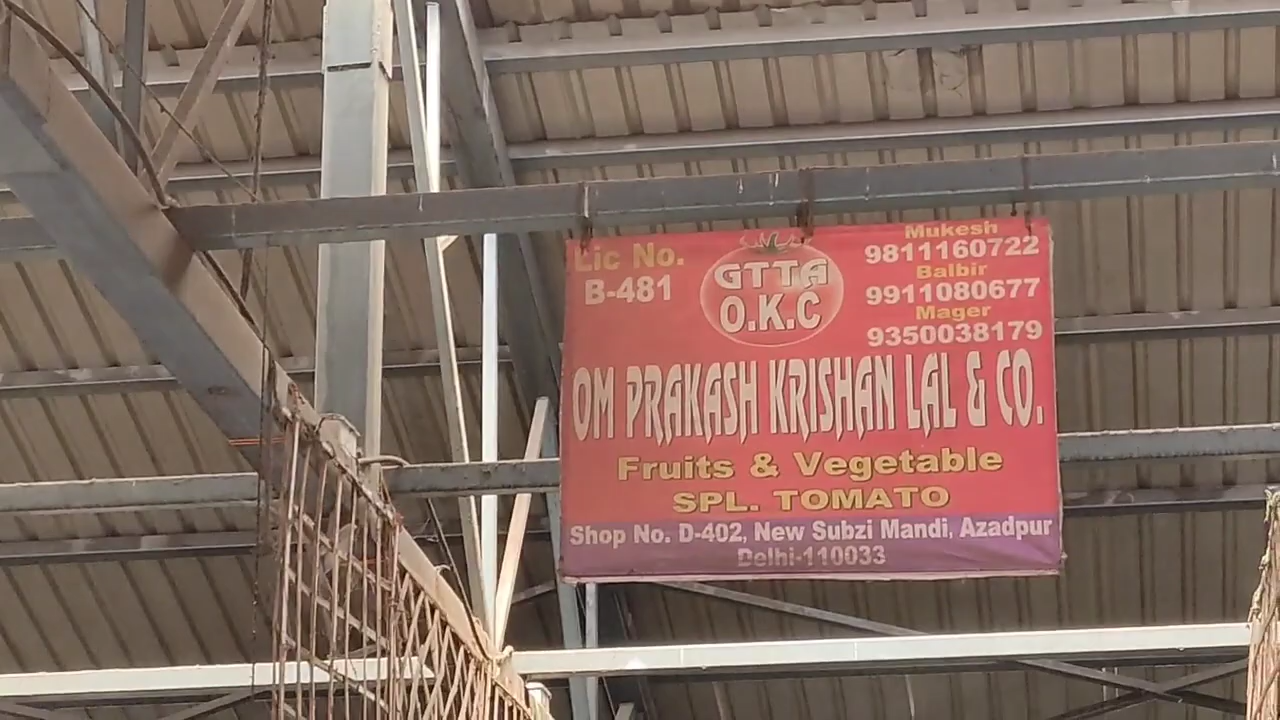 Lic No.
B-481
GTTA
O.K.C
Mukesh
9811160722
Balbir
9911080677
Mager
9350038179
OM PRAKASH KRISHAN LAL & CO.
Fruits & Vegetable
SPL. TOMATO
Shop No. D-402, New Subzi Mandi, Azadpur
Delhi-110033